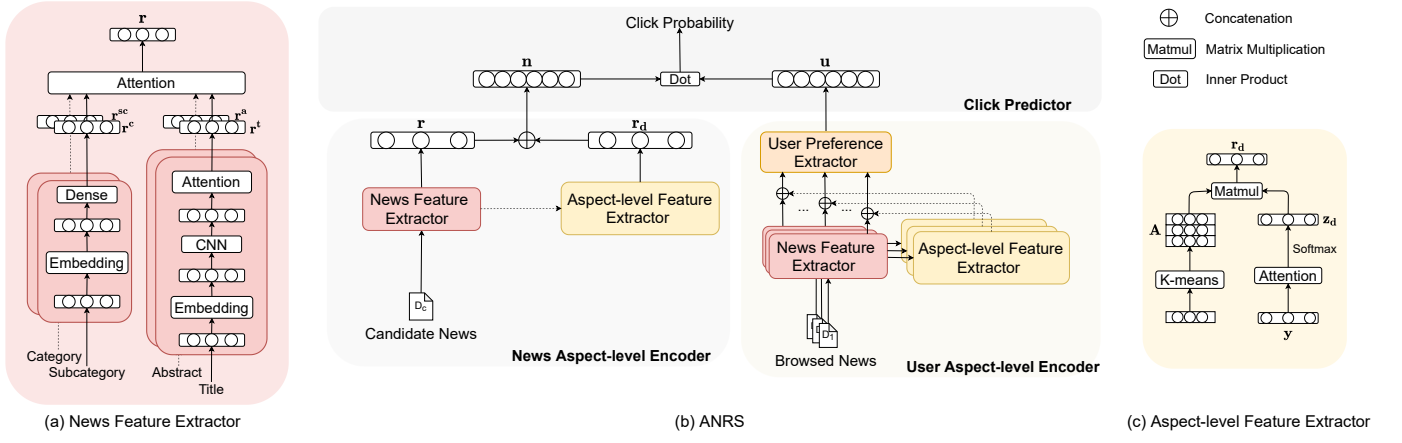 r
Attention
r^sc
r^c
r^a
r^t
Dense
Embedding
Attention
CNN
Embedding
Category
Subcategory
Abstract
Title
(a) News Feature Extractor
Click Probability
n
Dot
u
Click Predictor
r
r_d
News Feature
Extractor
Aspect-level Feature
Extractor
D_c
Candidate News
News Aspect-level Encoder
User Preference
Extractor
...
...
News Feature
Extractor
Aspect-level Feature
Extractor
D_1
Browsed News
User Aspect-level Encoder
(b) ANRS
Concatenation
Matmul
Matrix Multiplication
Dot
Inner Product
r_d
Matmul
A
z_d
Softmax
K-means
Attention
y
(c) Aspect-level Feature Extractor